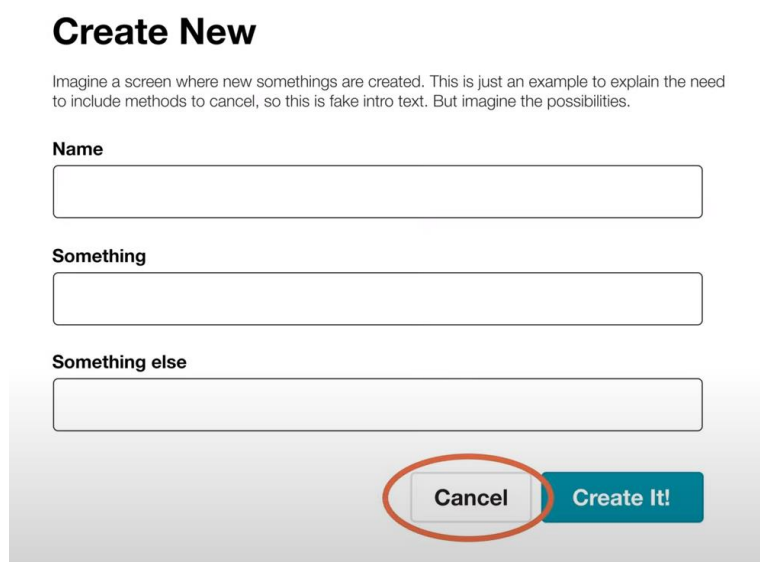 Create New
Imagine a screen where new somethings are created. This is just an example to explain the need
to include methods to cancel, so this is fake intro text. But imagine the possibilities.
Name
Something
Something else
Cancel Create It!